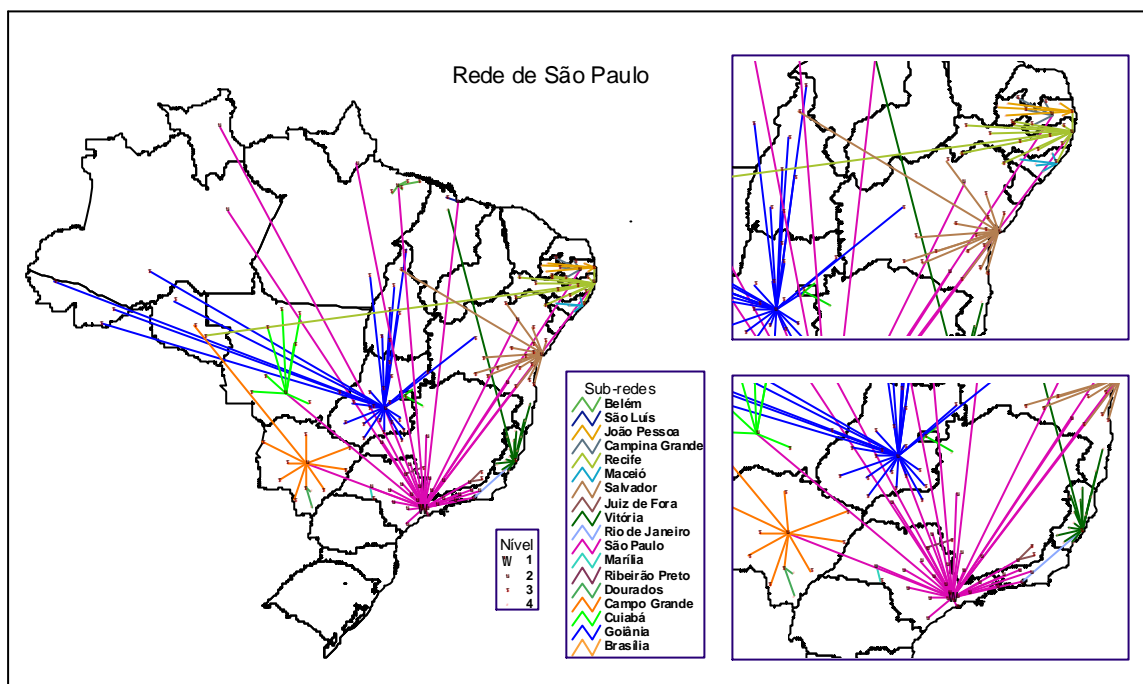 Rede de São Paulo
Sub-redes
Belém
São Luís
João Pessoa
Campina Grande
Recife
Maceió
Salvador
Juiz de Fora
Vitória
Rio de Janeiro
São Paulo
Marília
Ribeirão Preto
Dourados
Campo Grande
Cuiabá
Goiânia
Brasília
Nível
1
2
3
4